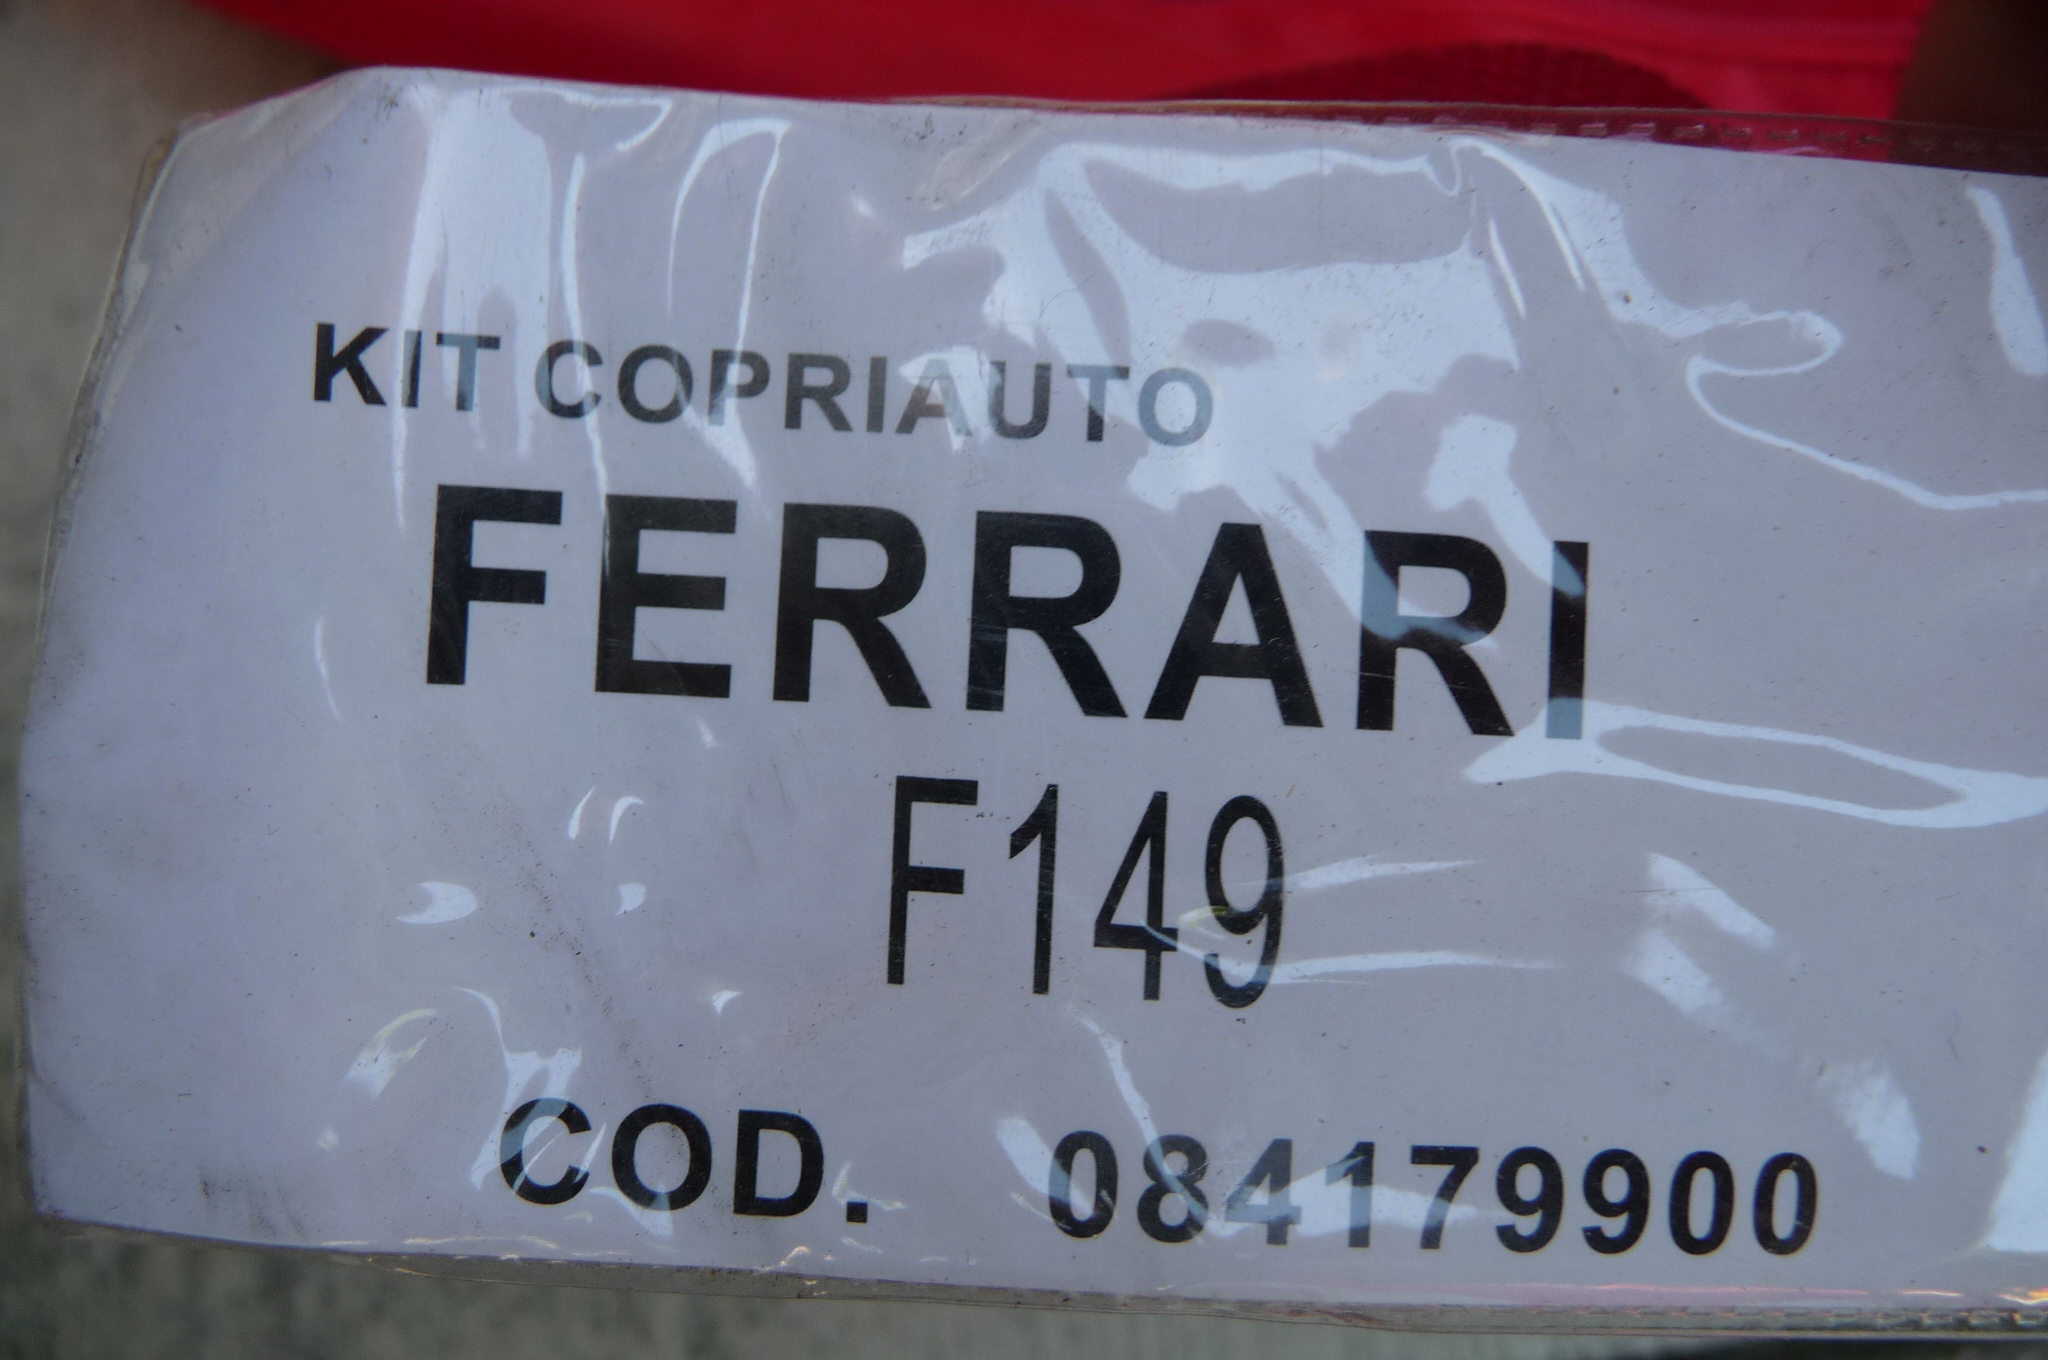 KIT COPRIAUTO
FERRARI
F149
COD. 084179900